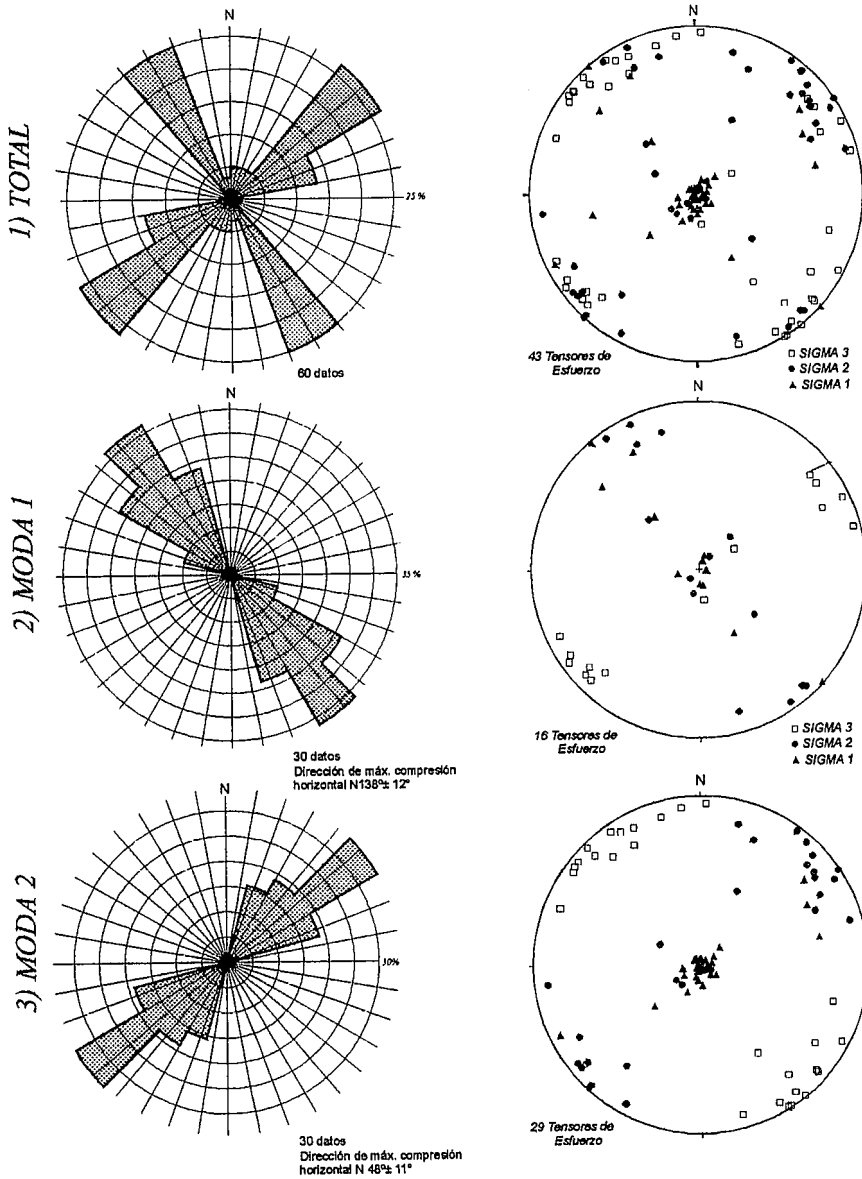 1) TOTAL
N
25 %
60 datos
N
43 Tensores de
Esfuerzo
SIGMA 3
SIGMA 2
SIGMA 1
2) MODA 1
N
35 %
30 datos
Dirección de máx. compresión
horizontal N138º± 12°
N
16 Tensores de
Esfuerzo
SIGMA 3
SIGMA 2
SIGMA 1
3) MODA 2
N
30%
30 datos
Dirección de máx. compresión
horizontal N 48º± 11°
N
29 Tensores de
Esfuerzo